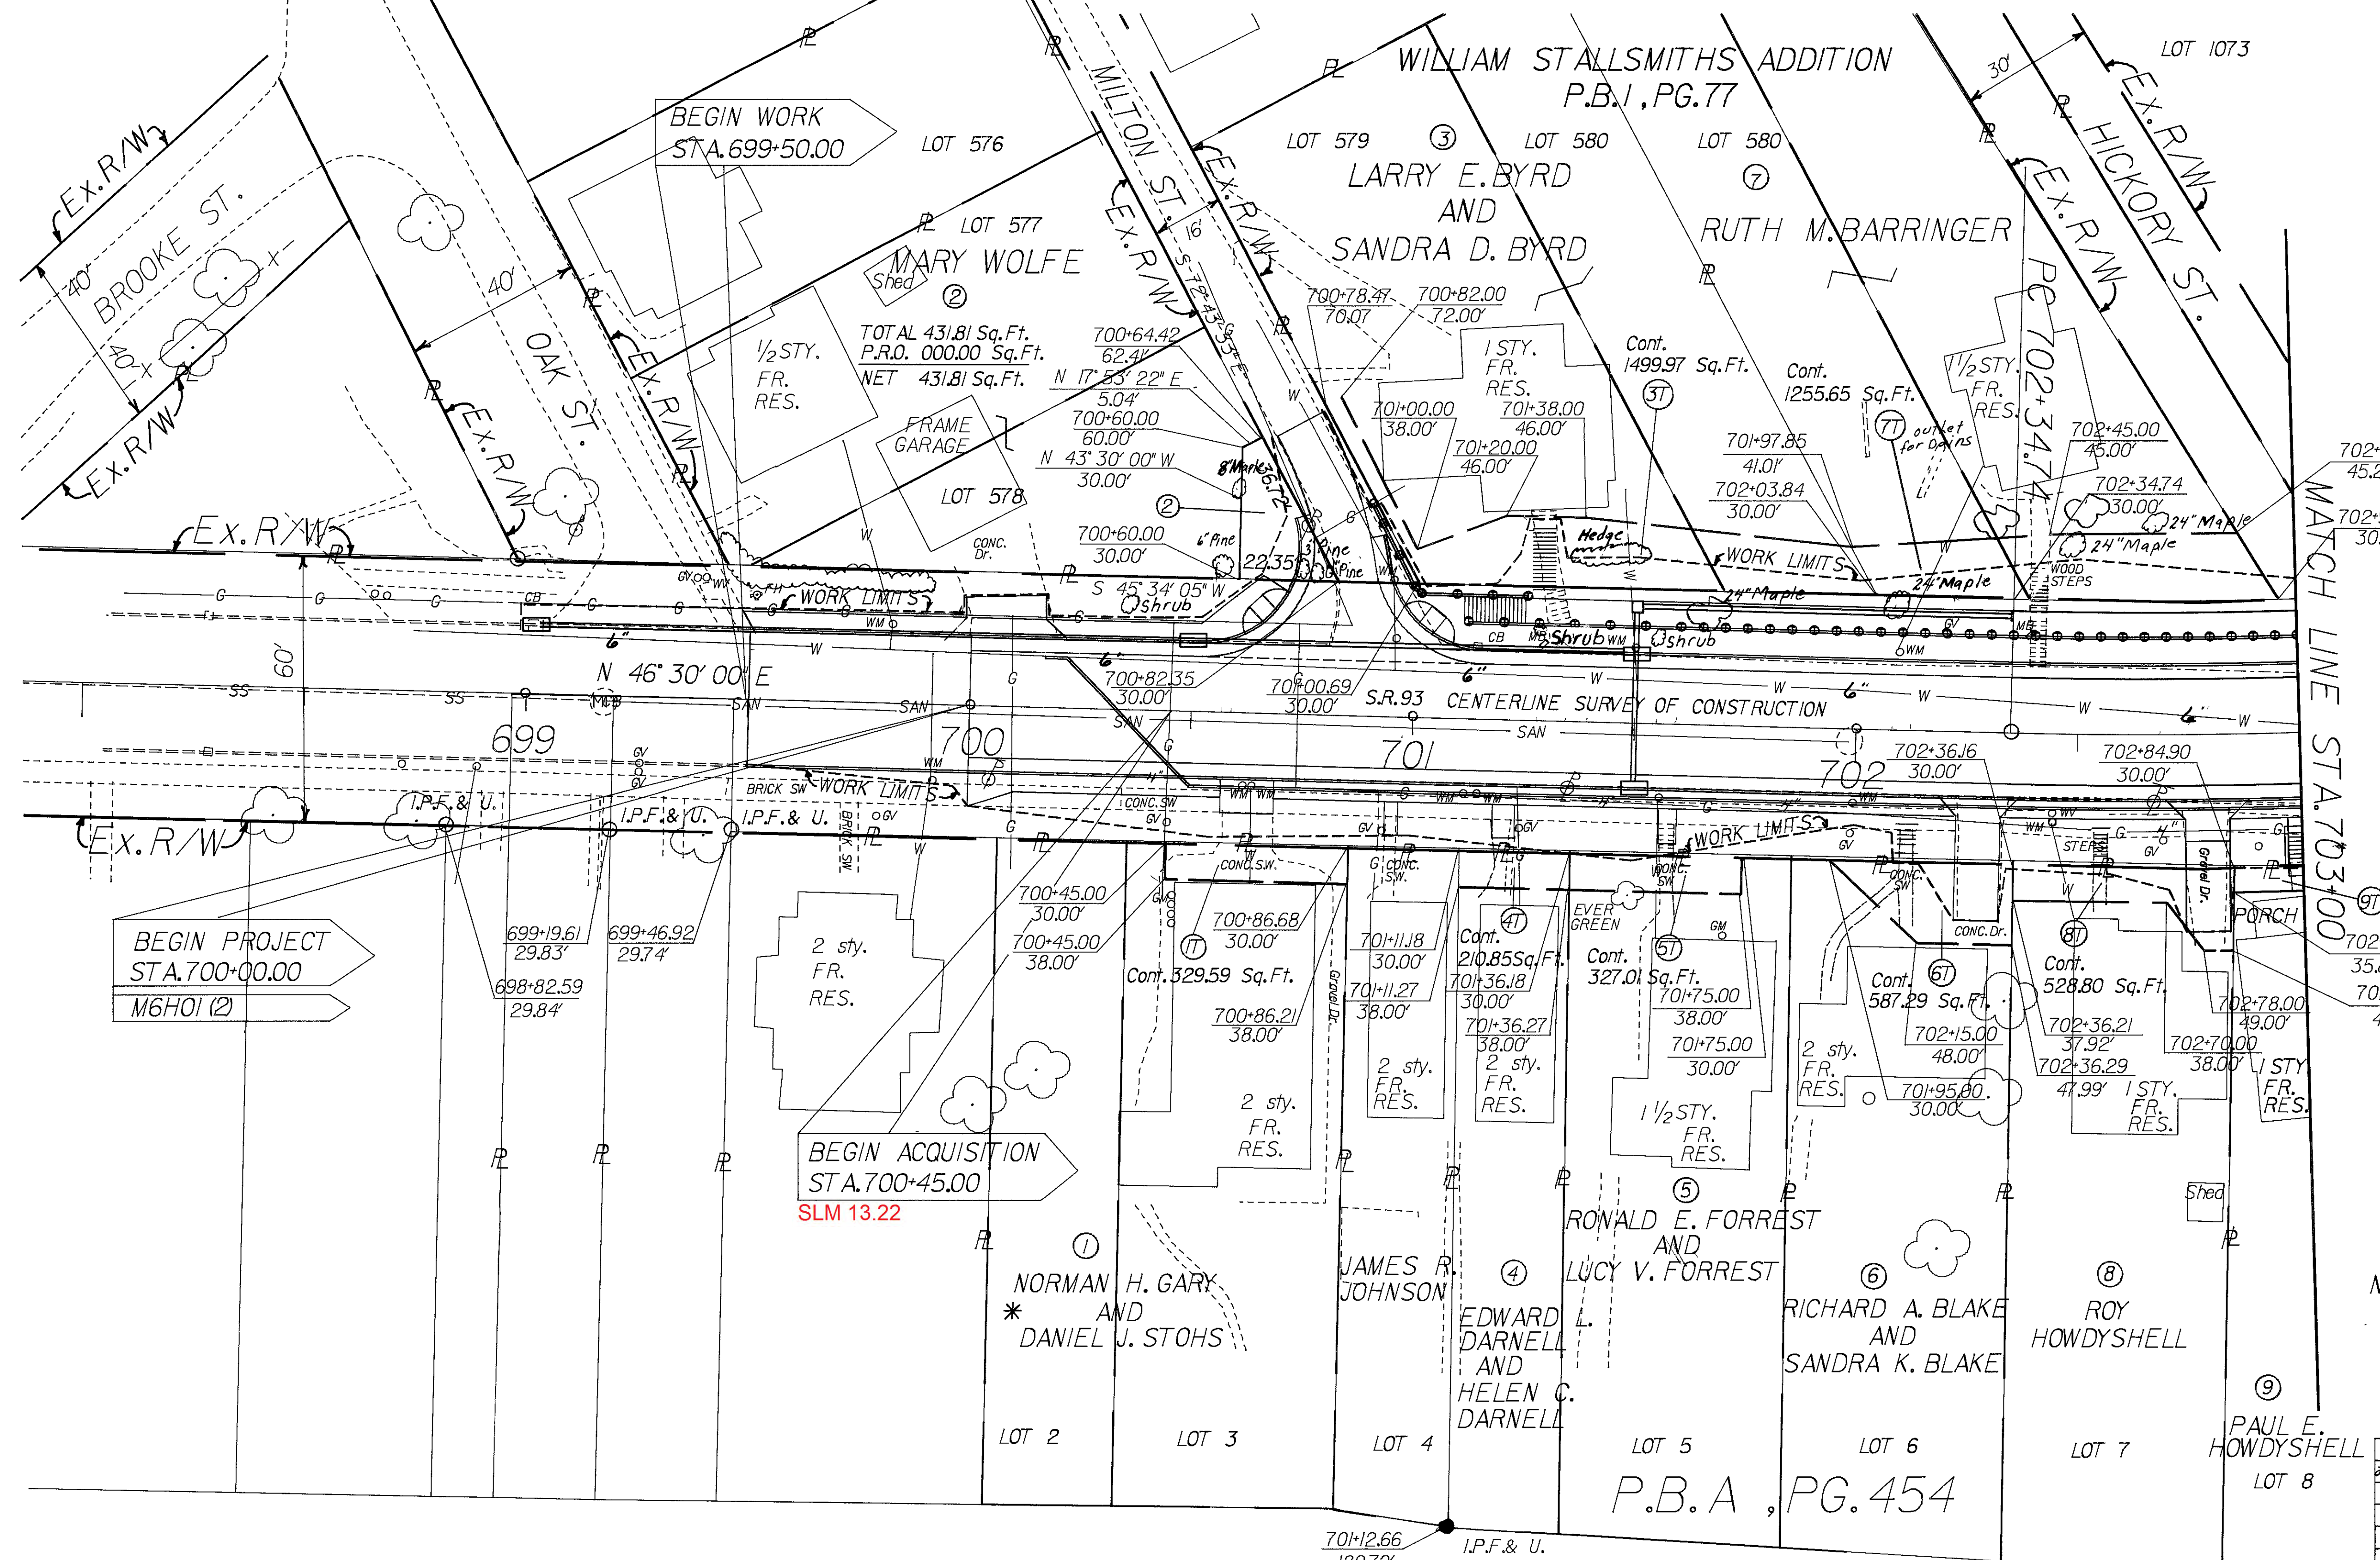 WILLIAM STALLSMITHS ADDITION
P.B.1, PG.77
LOT 1073
30'
Ex. R/W
HICKORY ST.
Ex. R/W
BEGIN WORK
STA.699+50.00
LOT 576
MILTON ST.
Ex. R/W
Ex. R/W
16'
S 72° 43' 53" E
LOT 579
3
LOT 580
LOT 580
7
LARRY E. BYRD
AND
SANDRA D. BYRD
RUTH M. BARRINGER
LOT 577
MARY WOLFE
Shed
2
TOTAL 431.81 Sq.Ft.
P.R.O. 000.00 Sq.Ft.
NET 431.81 Sq.Ft.
Ex. R/W
BROOKE ST.
40'
40'
Ex. R/W
40'
OAK ST.
Ex. R/W
Ex. R/W
1/2 STY.
FR.
RES.
FRAME
GARAGE
LOT 578
CONC.
Dr.
700+64.42
62.41'
N 17° 53' 22" E
5.04'
700+60.00
60.00'
N 43° 30' 00" W
30.00'
2
700+60.00
30.00'
8" Maple
36.72'
6" Pine
22.35'
3" Pine
S 45° 34' 05" W
Shrub
700+78.47
70.07
700+82.00
72.00'
1 STY.
FR.
RES.
701+00.00
38.00'
701+38.00
46.00'
701+20.00
46.00'
Cont.
1499.97 Sq.Ft.
3T
Cont.
1255.65 Sq.Ft.
7T
outlet
for Drains
1 1/2 STY.
FR.
RES.
PC 702+34.74
701+97.85
41.01'
702+03.84
30.00'
702+45.00
45.00'
702+34.74
30.00'
24" Maple
24" Maple
24" Maple
24" Maple
WOOD
STEPS
Hedge
WORK LIMITS
Shrub
Shrub
MATCH LINE STA.703+00
Ex. R/W
60'
WORK LIMITS
N 46° 30' 00" E
6"
6"
6"
6"
6"
700+82.35
30.00'
701+00.69
30.00'
S.R.93 CENTERLINE SURVEY OF CONSTRUCTION
699
700
701
702
702+36.16
30.00'
702+84.90
30.00'
Ex. R/W
I.P.F. & U.
I.P.F. & U.
I.P.F. & U.
BRICK SW
WORK LIMITS
BRICK SW
CONC. SW
CONC. S.W.
CONC.
S.W.
CONC.
SW
WORK LIMITS
CONC.
SW
STEPS
Gravel Dr.
PORCH
9T
BEGIN PROJECT
STA.700+00.00
M6H01 (2)
699+19.61
29.83'
699+46.92
29.74'
698+82.59
29.84'
2 sty.
FR.
RES.
700+45.00
30.00'
700+45.00
38.00'
700+86.68
30.00'
1T
Cont. 329.59 Sq.Ft.
700+86.21
38.00'
Gravel Dr.
2 sty.
FR.
RES.
701+11.18
30.00'
701+11.27
38.00'
4T
Cont.
210.85 Sq.Ft.
701+36.18
30.00'
701+36.27
38.00'
2 sty.
FR.
RES.
2 sty.
FR.
RES.
EVER
GREEN
Cont.
327.01 Sq.Ft.
5T
701+75.00
38.00'
701+75.00
30.00'
1 1/2 STY.
FR.
RES.
2 sty.
FR.
RES.
Cont.
587.29 Sq.Ft.
6T
702+15.00
48.00'
701+95.00
30.00'
CONC. Dr.
8T
Cont.
528.80 Sq.Ft.
702+36.21
37.92'
702+36.29
47.99'
702+78.00
49.00'
702+70.00
38.00'
1 STY.
FR.
RES.
1 STY
FR.
RES.
Shed
BEGIN ACQUISITION
STA.700+45.00
SLM 13.22
1
NORMAN H. GARY
* AND
DANIEL J. STOHS
JAMES R.
JOHNSON
4
EDWARD L.
DARNELL
AND
HELEN C.
DARNELL
5
RONALD E. FORREST
AND
LUCY V. FORREST
6
RICHARD A. BLAKE
AND
SANDRA K. BLAKE
8
ROY
HOWDYSHELL
9
PAUL E.
HOWDYSHELL
LOT 2
LOT 3
LOT 4
LOT 5
LOT 6
LOT 7
LOT 8
P.B. A , PG. 454
701+12.66
I.P.F. & U.